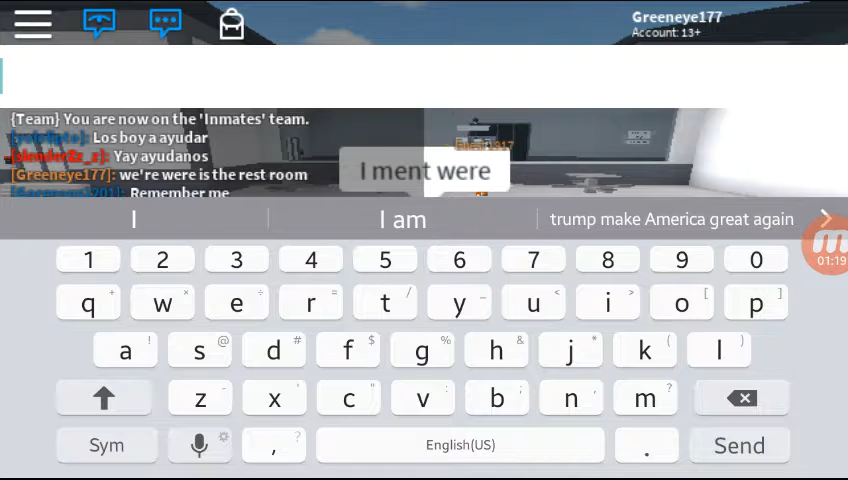 Greeneye177
Account: 13+
{Team} You are now on the 'Inmates' team.
Los boy a ayudar
Yay ayudanos
[Greeneye177]: we're were is the rest room
Remember me
I ment were
I
I am
trump make America great again
01:19
1 2 3 4 5 6 7 8 9 0
q + w × e ÷ r = t / y _ u < i > o [ p ]
a ! s @ d # f $ g % h & j * k ( l )
z - x ' c " v : b ; n , m ?
Sym , ? English(US) . Send